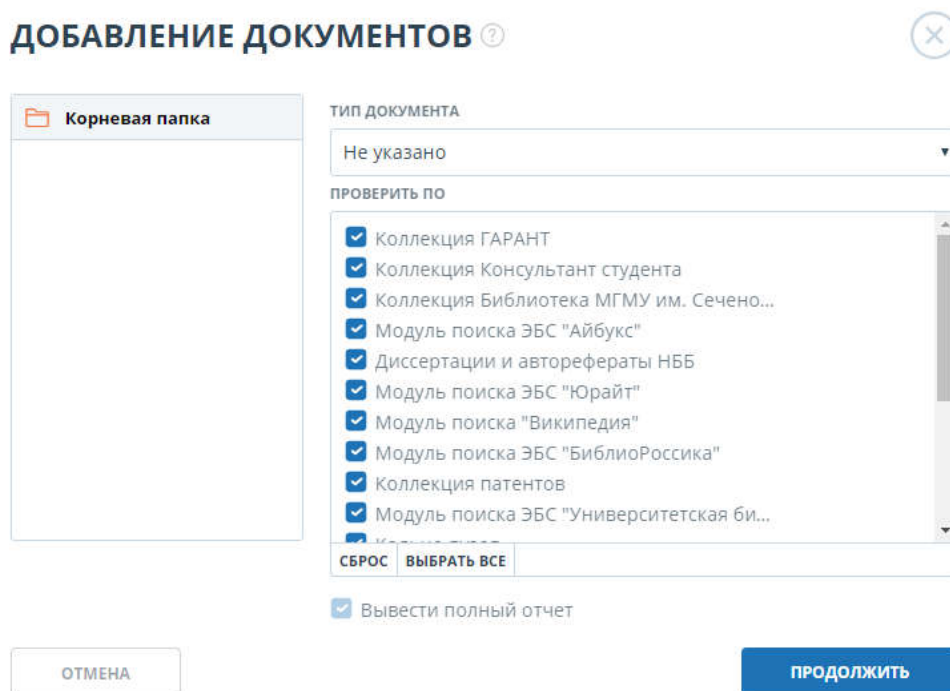 ДОБАВЛЕНИЕ ДОКУМЕНТОВ ?
Корневая папка
ТИП ДОКУМЕНТА
Не указано
ПРОВЕРИТЬ ПО
Коллекция ГАРАНТ
Коллекция Консультант студента
Коллекция Библиотека МГМУ им. Сечено...
Модуль поиска ЭБС "Айбукс"
Диссертации и авторефераты НББ
Модуль поиска ЭБС "Юрайт"
Модуль поиска "Википедия"
Модуль поиска ЭБС "БиблиоРоссика"
Коллекция патентов
Модуль поиска ЭБС "Университетская би...
СБРОС ВЫБРАТЬ ВСЕ
Вывести полный отчет
ОТМЕНА
ПРОДОЛЖИТЬ